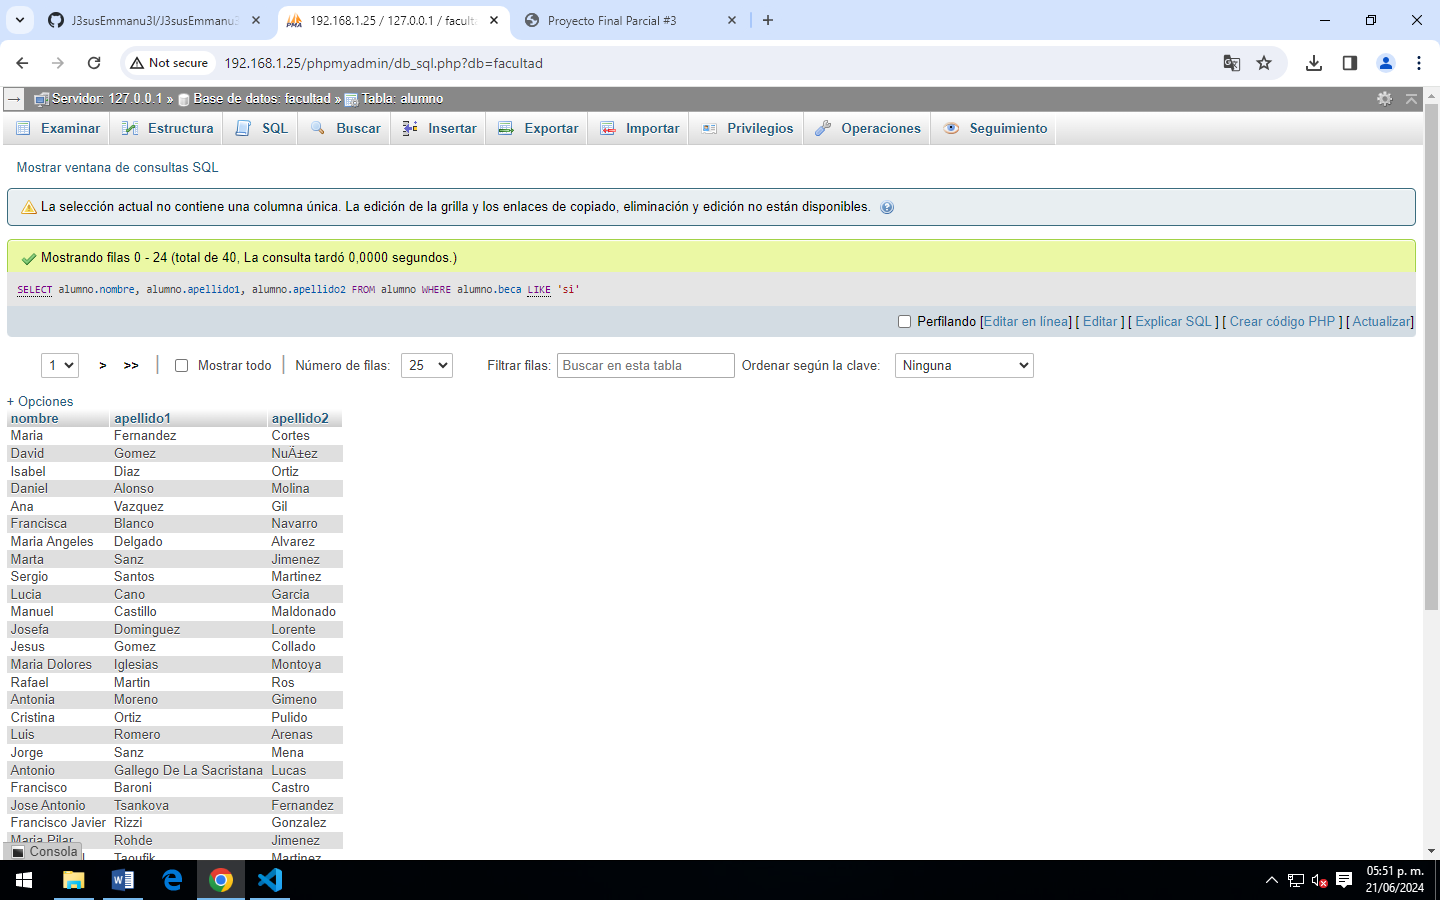 J3susEmmanu3l/J3susEmmanu3
192.168.1.25 / 127.0.0.1 / faculta
Proyecto Final Parcial #3
Not secure
192.168.1.25/phpmyadmin/db_sql.php?db=facultad
Servidor: 127.0.0.1 » Base de datos: facultad » Tabla: alumno
Examinar Estructura SQL Buscar Insertar Exportar Importar Privilegios Operaciones Seguimiento
Mostrar ventana de consultas SQL
La selección actual no contiene una columna única. La edición de la grilla y los enlaces de copiado, eliminación y edición no están disponibles.
Mostrando filas 0 - 24 (total de 40, La consulta tardó 0,0000 segundos.)
SELECT alumno.nombre, alumno.apellido1, alumno.apellido2 FROM alumno WHERE alumno.beca LIKE 'si'
Perfilando [Editar en línea] [ Editar ] [ Explicar SQL ] [ Crear código PHP ] [ Actualizar]
1 > >> | Mostrar todo | Número de filas: 25 Filtrar filas: Buscar en esta tabla Ordenar según la clave: Ninguna
+ Opciones
nombre apellido1 apellido2
Maria Fernandez Cortes
David Gomez NuÃ±ez
Isabel Diaz Ortiz
Daniel Alonso Molina
Ana Vazquez Gil
Francisca Blanco Navarro
Maria Angeles Delgado Alvarez
Marta Sanz Jimenez
Sergio Santos Martinez
Lucia Cano Garcia
Manuel Castillo Maldonado
Josefa Dominguez Lorente
Jesus Gomez Collado
Maria Dolores Iglesias Montoya
Rafael Martin Ros
Antonia Moreno Gimeno
Cristina Ortiz Pulido
Luis Romero Arenas
Jorge Sanz Mena
Antonio Gallego De La Sacristana Lucas
Francisco Baroni Castro
Jose Antonio Tsankova Fernandez
Francisco Javier Rizzi Gonzalez
Maria Pilar Rohde Jimenez
Taoufik Martinez
Consola
05:51 p. m.
21/06/2024